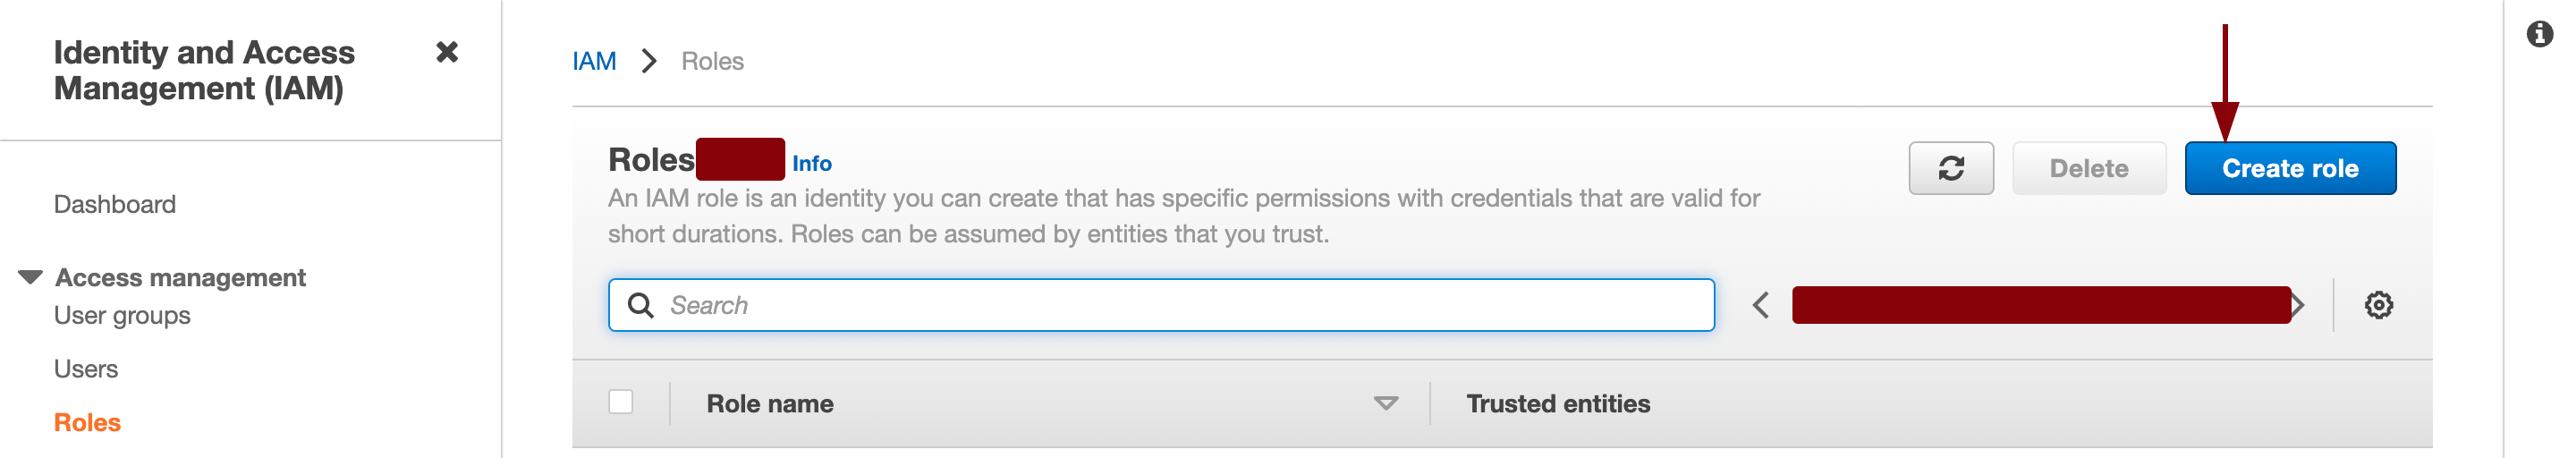 Identity and Access
Management (IAM)
Dashboard
Access management
User groups
Users
Roles
IAM > Roles
Roles Info
An IAM role is an identity you can create that has specific permissions with credentials that are valid for
short durations. Roles can be assumed by entities that you trust.
Delete
Create role
Search
Role name
Trusted entities